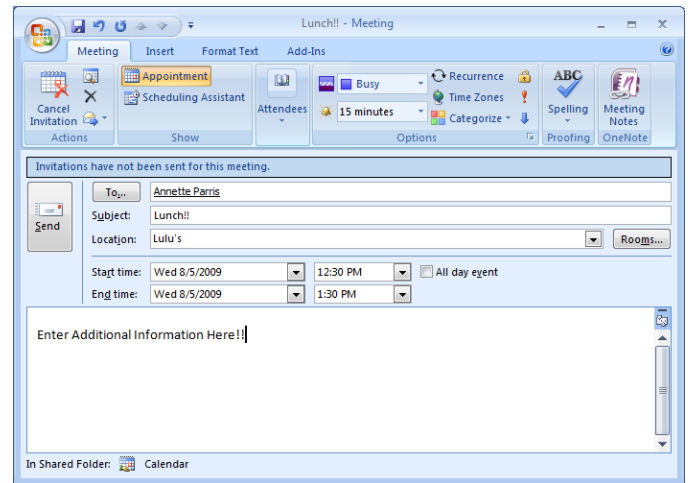 Lunch!! - Meeting
Meeting Insert Format Text Add-Ins
Cancel Invitation
Actions
Appointment
Scheduling Assistant
Show
Attendees
Busy
15 minutes
Recurrence
Time Zones
Categorize
Options
ABC
Spelling
Proofing
Meeting Notes
OneNote
Invitations have not been sent for this meeting.
Send
To... Annette Parris
Subject: Lunch!!
Location: Lulu's Rooms...
Start time: Wed 8/5/2009 12:30 PM All day event
End time: Wed 8/5/2009 1:30 PM
Enter Additional Information Here!!
In Shared Folder: Calendar